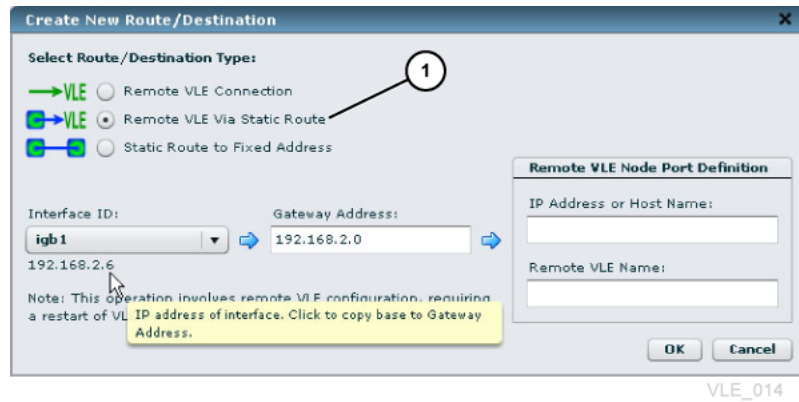 Create New Route/Destination
Select Route/Destination Type:
1
VLE Remote VLE Connection
VLE Remote VLE Via Static Route
Static Route to Fixed Address
Remote VLE Node Port Definition
Interface ID:
Gateway Address:
IP Address or Host Name:
igb1
192.168.2.0
192.168.2.6
Remote VLE Name:
Note: This operation involves remote VLE configuration, requiring
a restart of VL
IP address of interface. Click to copy base to Gateway
Address.
OK
Cancel
VLE_014